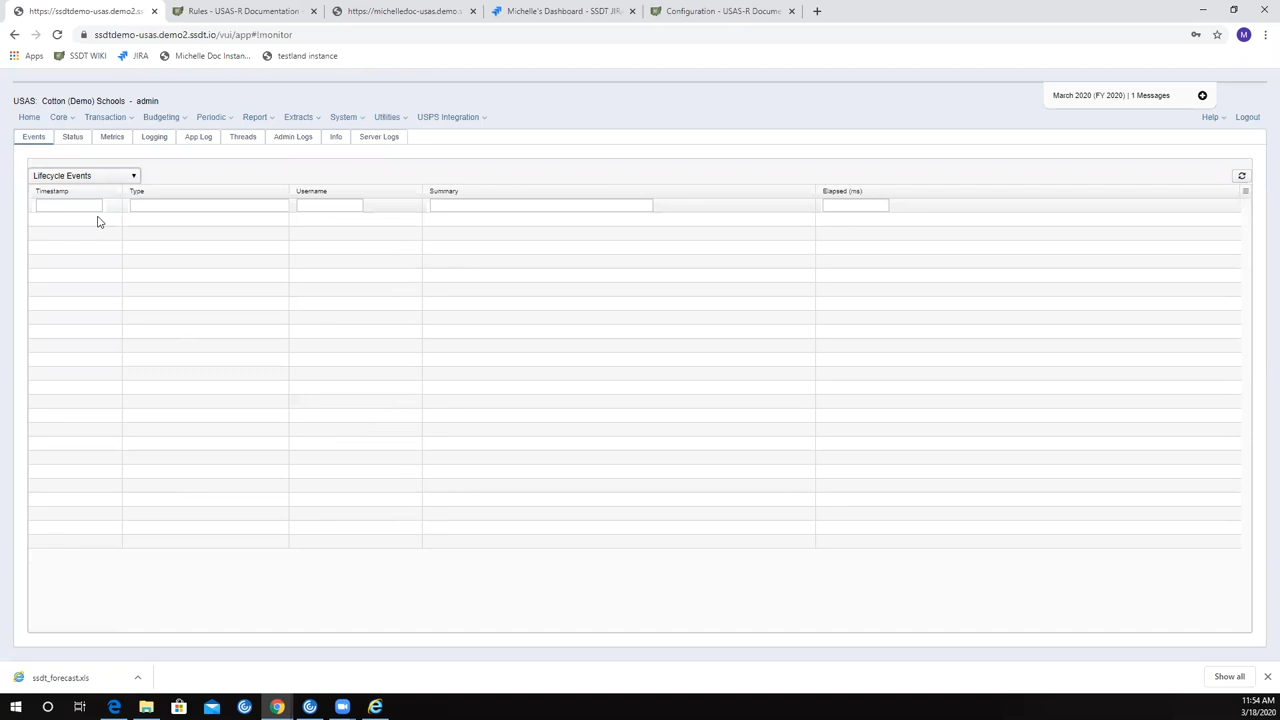 https://ssdtdemo-usas.demo2.ss
Rules - USAS-R Documentation
https://michelledoc-usas.demo.s
Michelle's Dashboard - SSDT JIR
Configuration - USAS-R Docume
ssdtdemo-usas.demo2.ssdt.io/vui/app#!monitor
M
Apps
SSDT WIKI
JIRA
Michelle Doc Instan...
testland instance
March 2020 (FY 2020) | 1 Messages
USAS: Cotton (Demo) Schools - admin
Home Core Transaction Budgeting Periodic Report Extracts System Utilities USPS Integration Help Logout
Events Status Metrics Logging App Log Threads Admin Logs Info Server Logs
Lifecycle Events
Timestamp Type Username Summary Elapsed (ms)
ssdt_forecast.xls
Show all
11:54 AM
3/18/2020